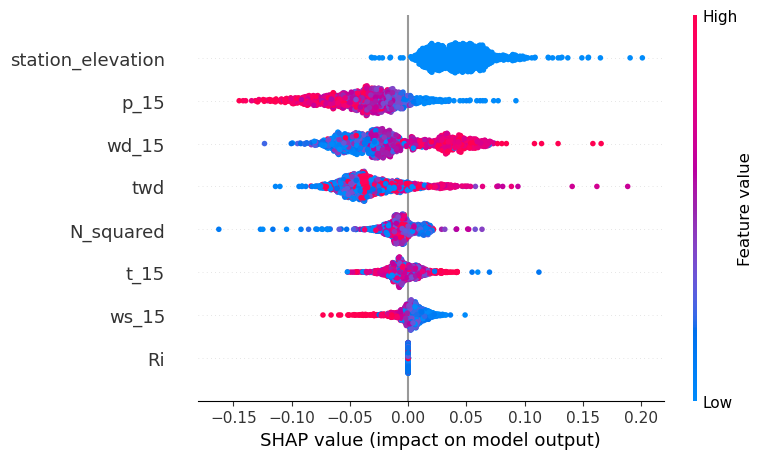 High
station_elevation
p_15
wd_15
twd
N_squared
t_15
ws_15
Ri
Feature value
Low
−0.15 −0.10 −0.05 0.00 0.05 0.10 0.15 0.20
SHAP value (impact on model output)